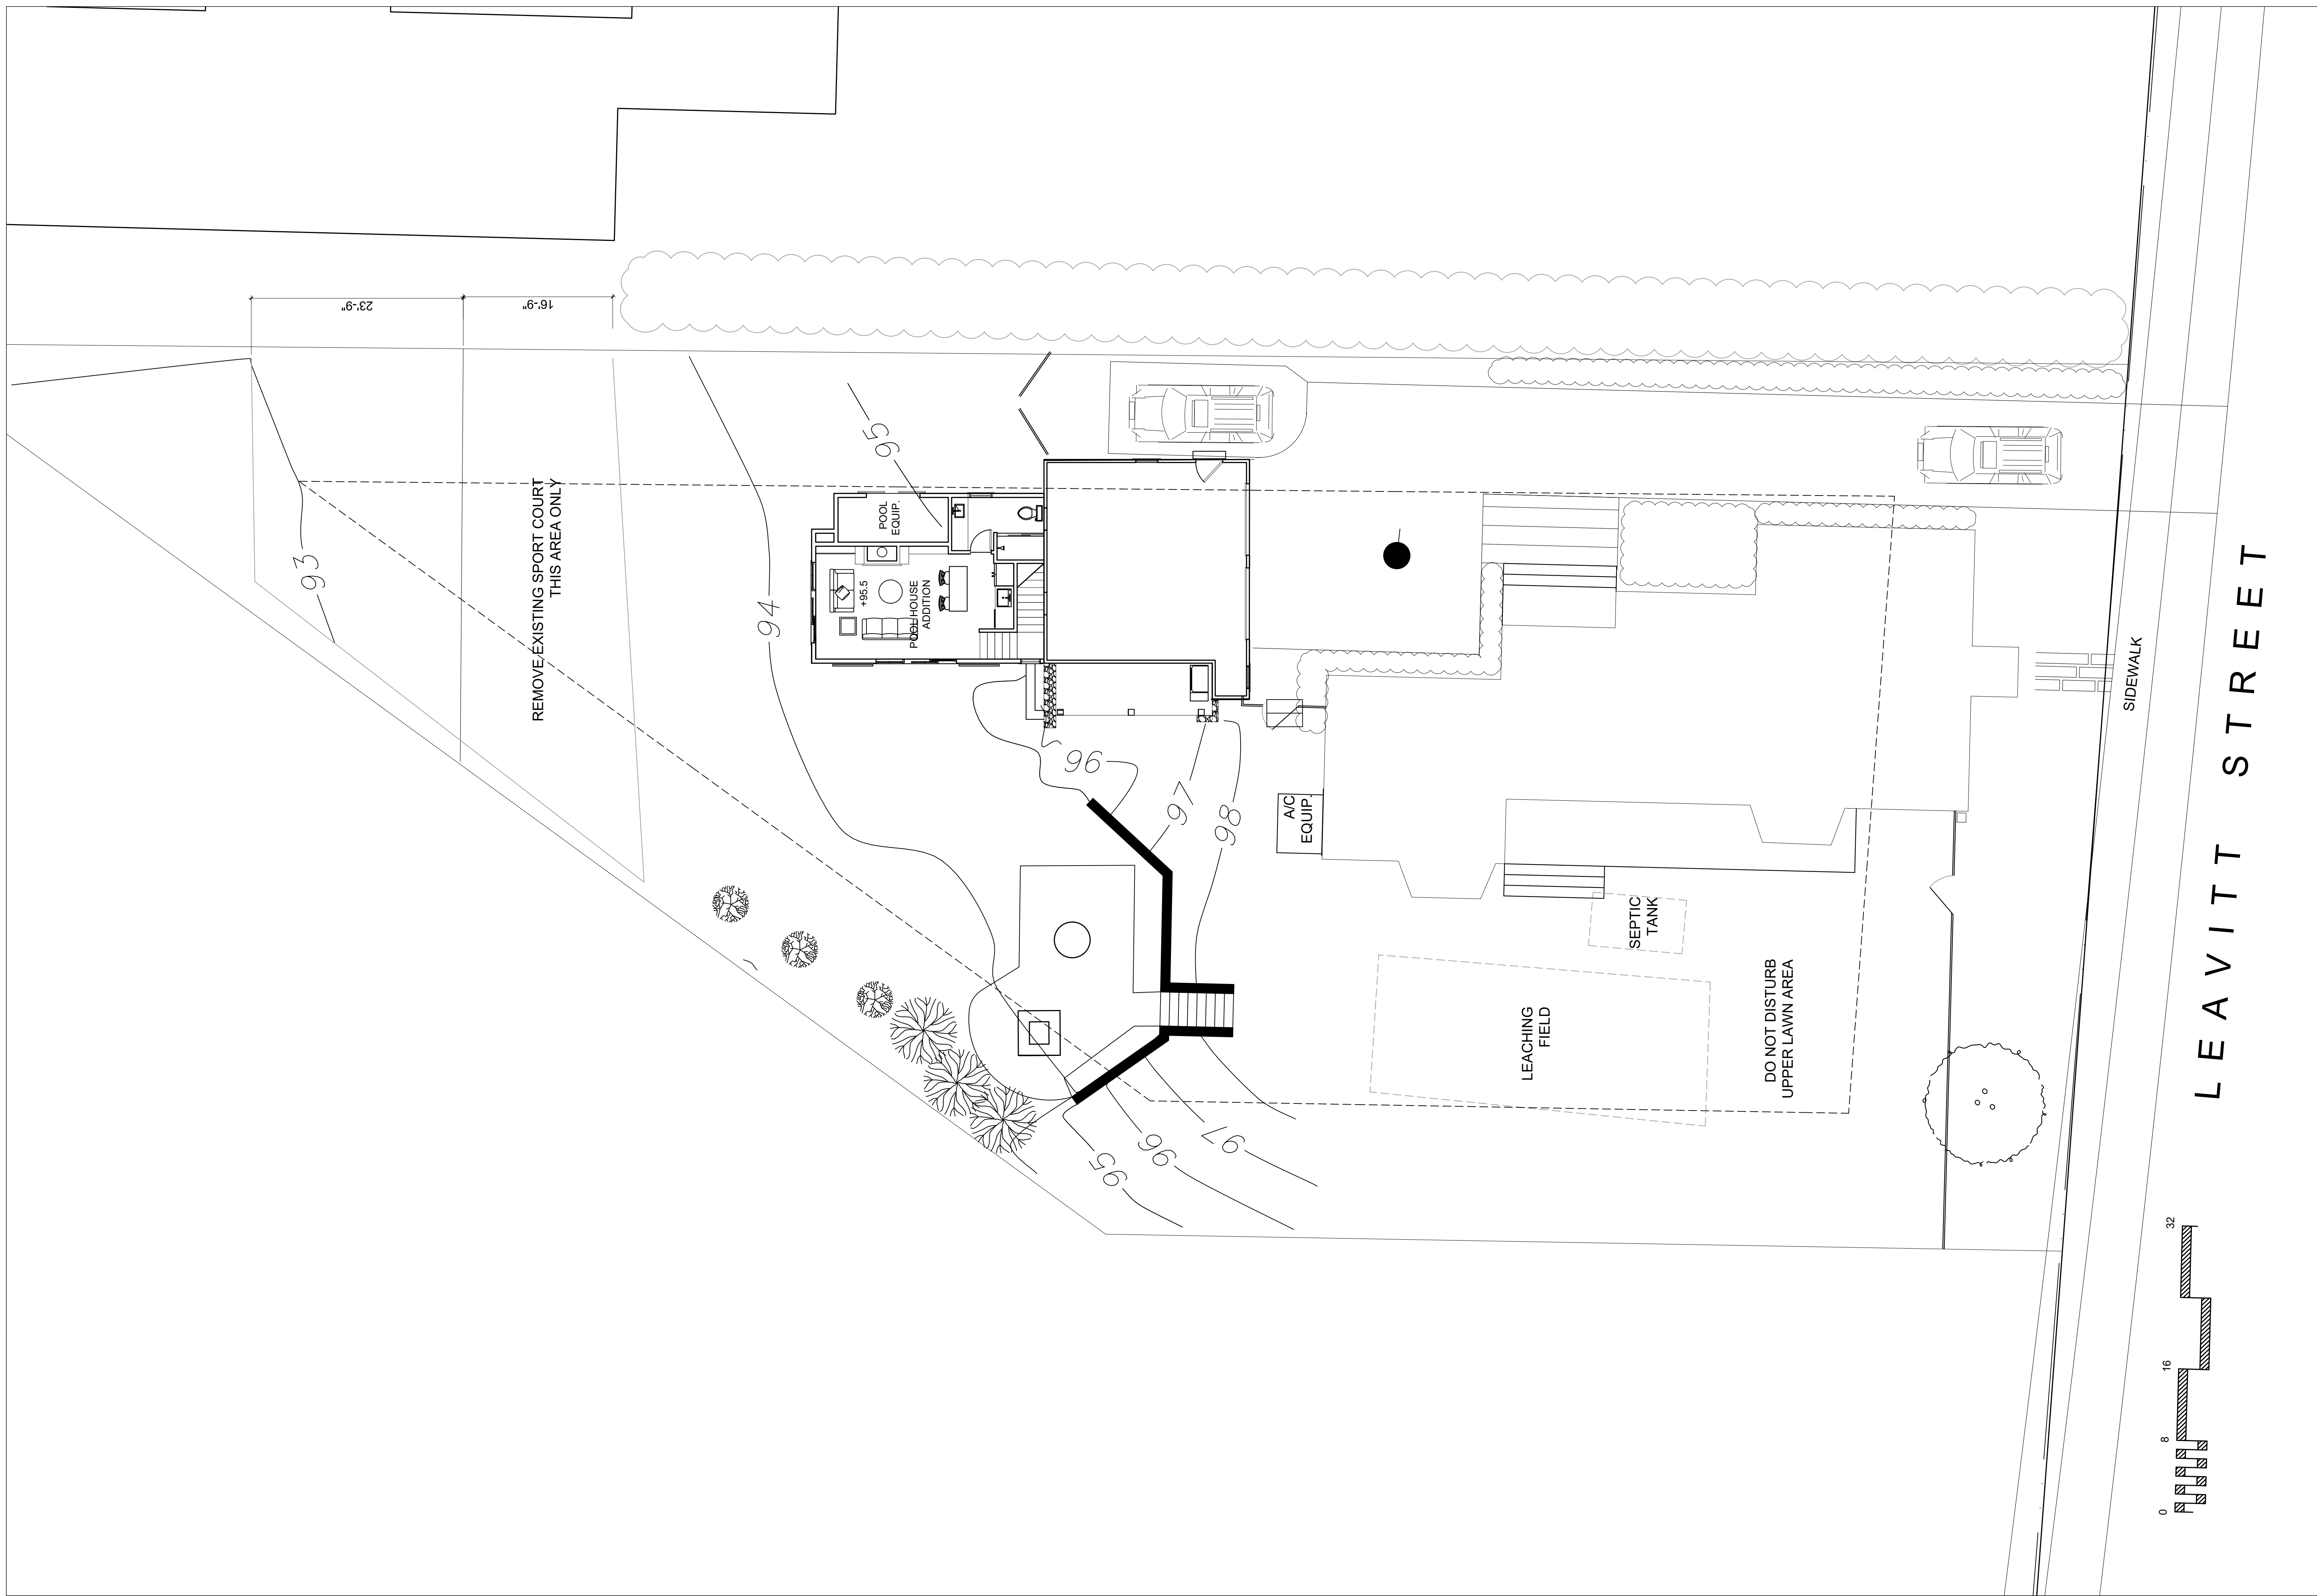 23'-9"
16'-9"
REMOVE EXISTING SPORT COURT
THIS AREA ONLY
93
94
95
POOL
EQUIP.
+95.5
POOL HOUSE
ADDITION
96
97
98
A/C
EQUIP.
SEPTIC
TANK
LEACHING
FIELD
DO NOT DISTURB
UPPER LAWN AREA
95
96
97
SIDEWALK
LEAVITT STREET
0
8
16
32